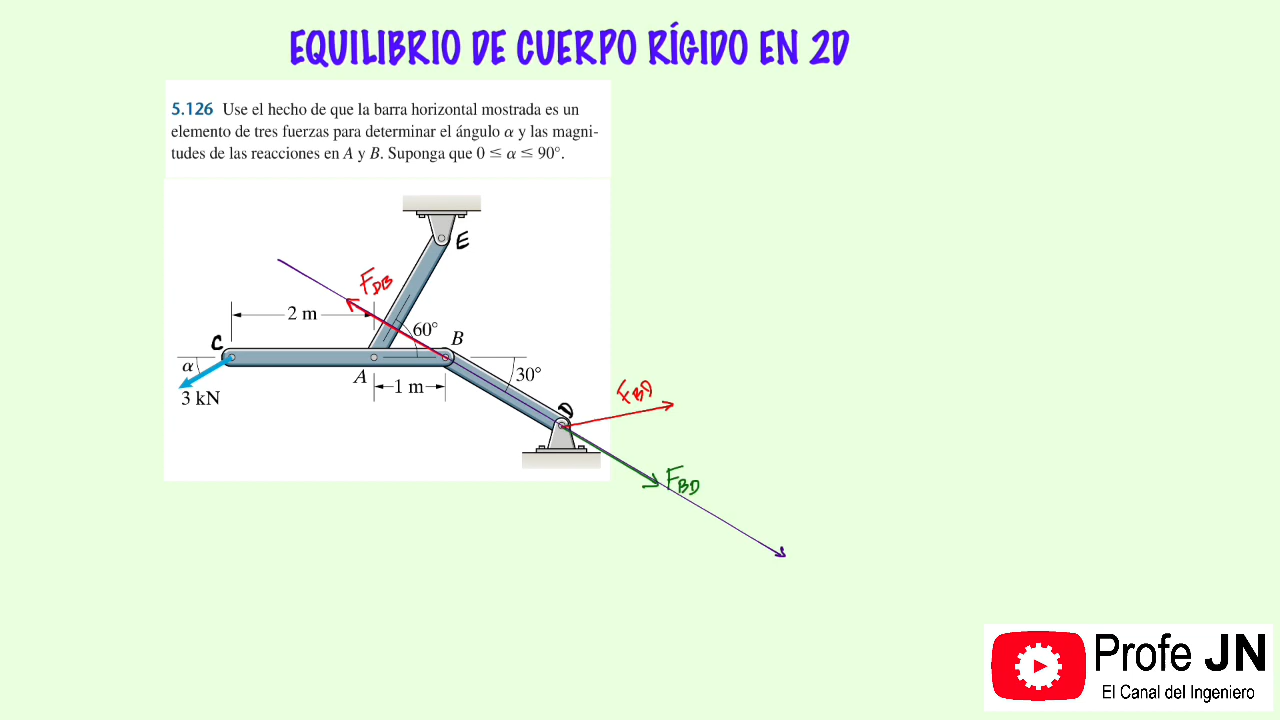 EQUILIBRIO DE CUERPO RÍGIDO EN 2D
5.126 Use el hecho de que la barra horizontal mostrada es un
elemento de tres fuerzas para determinar el ángulo α y las magni-
tudes de las reacciones en A y B. Suponga que 0 ≤ α ≤ 90°.
E
F_DB
2 m
60°
B
C
α
A
1 m
30°
3 kN
D
F_BD
F_BD
Profe JN
El Canal del Ingeniero